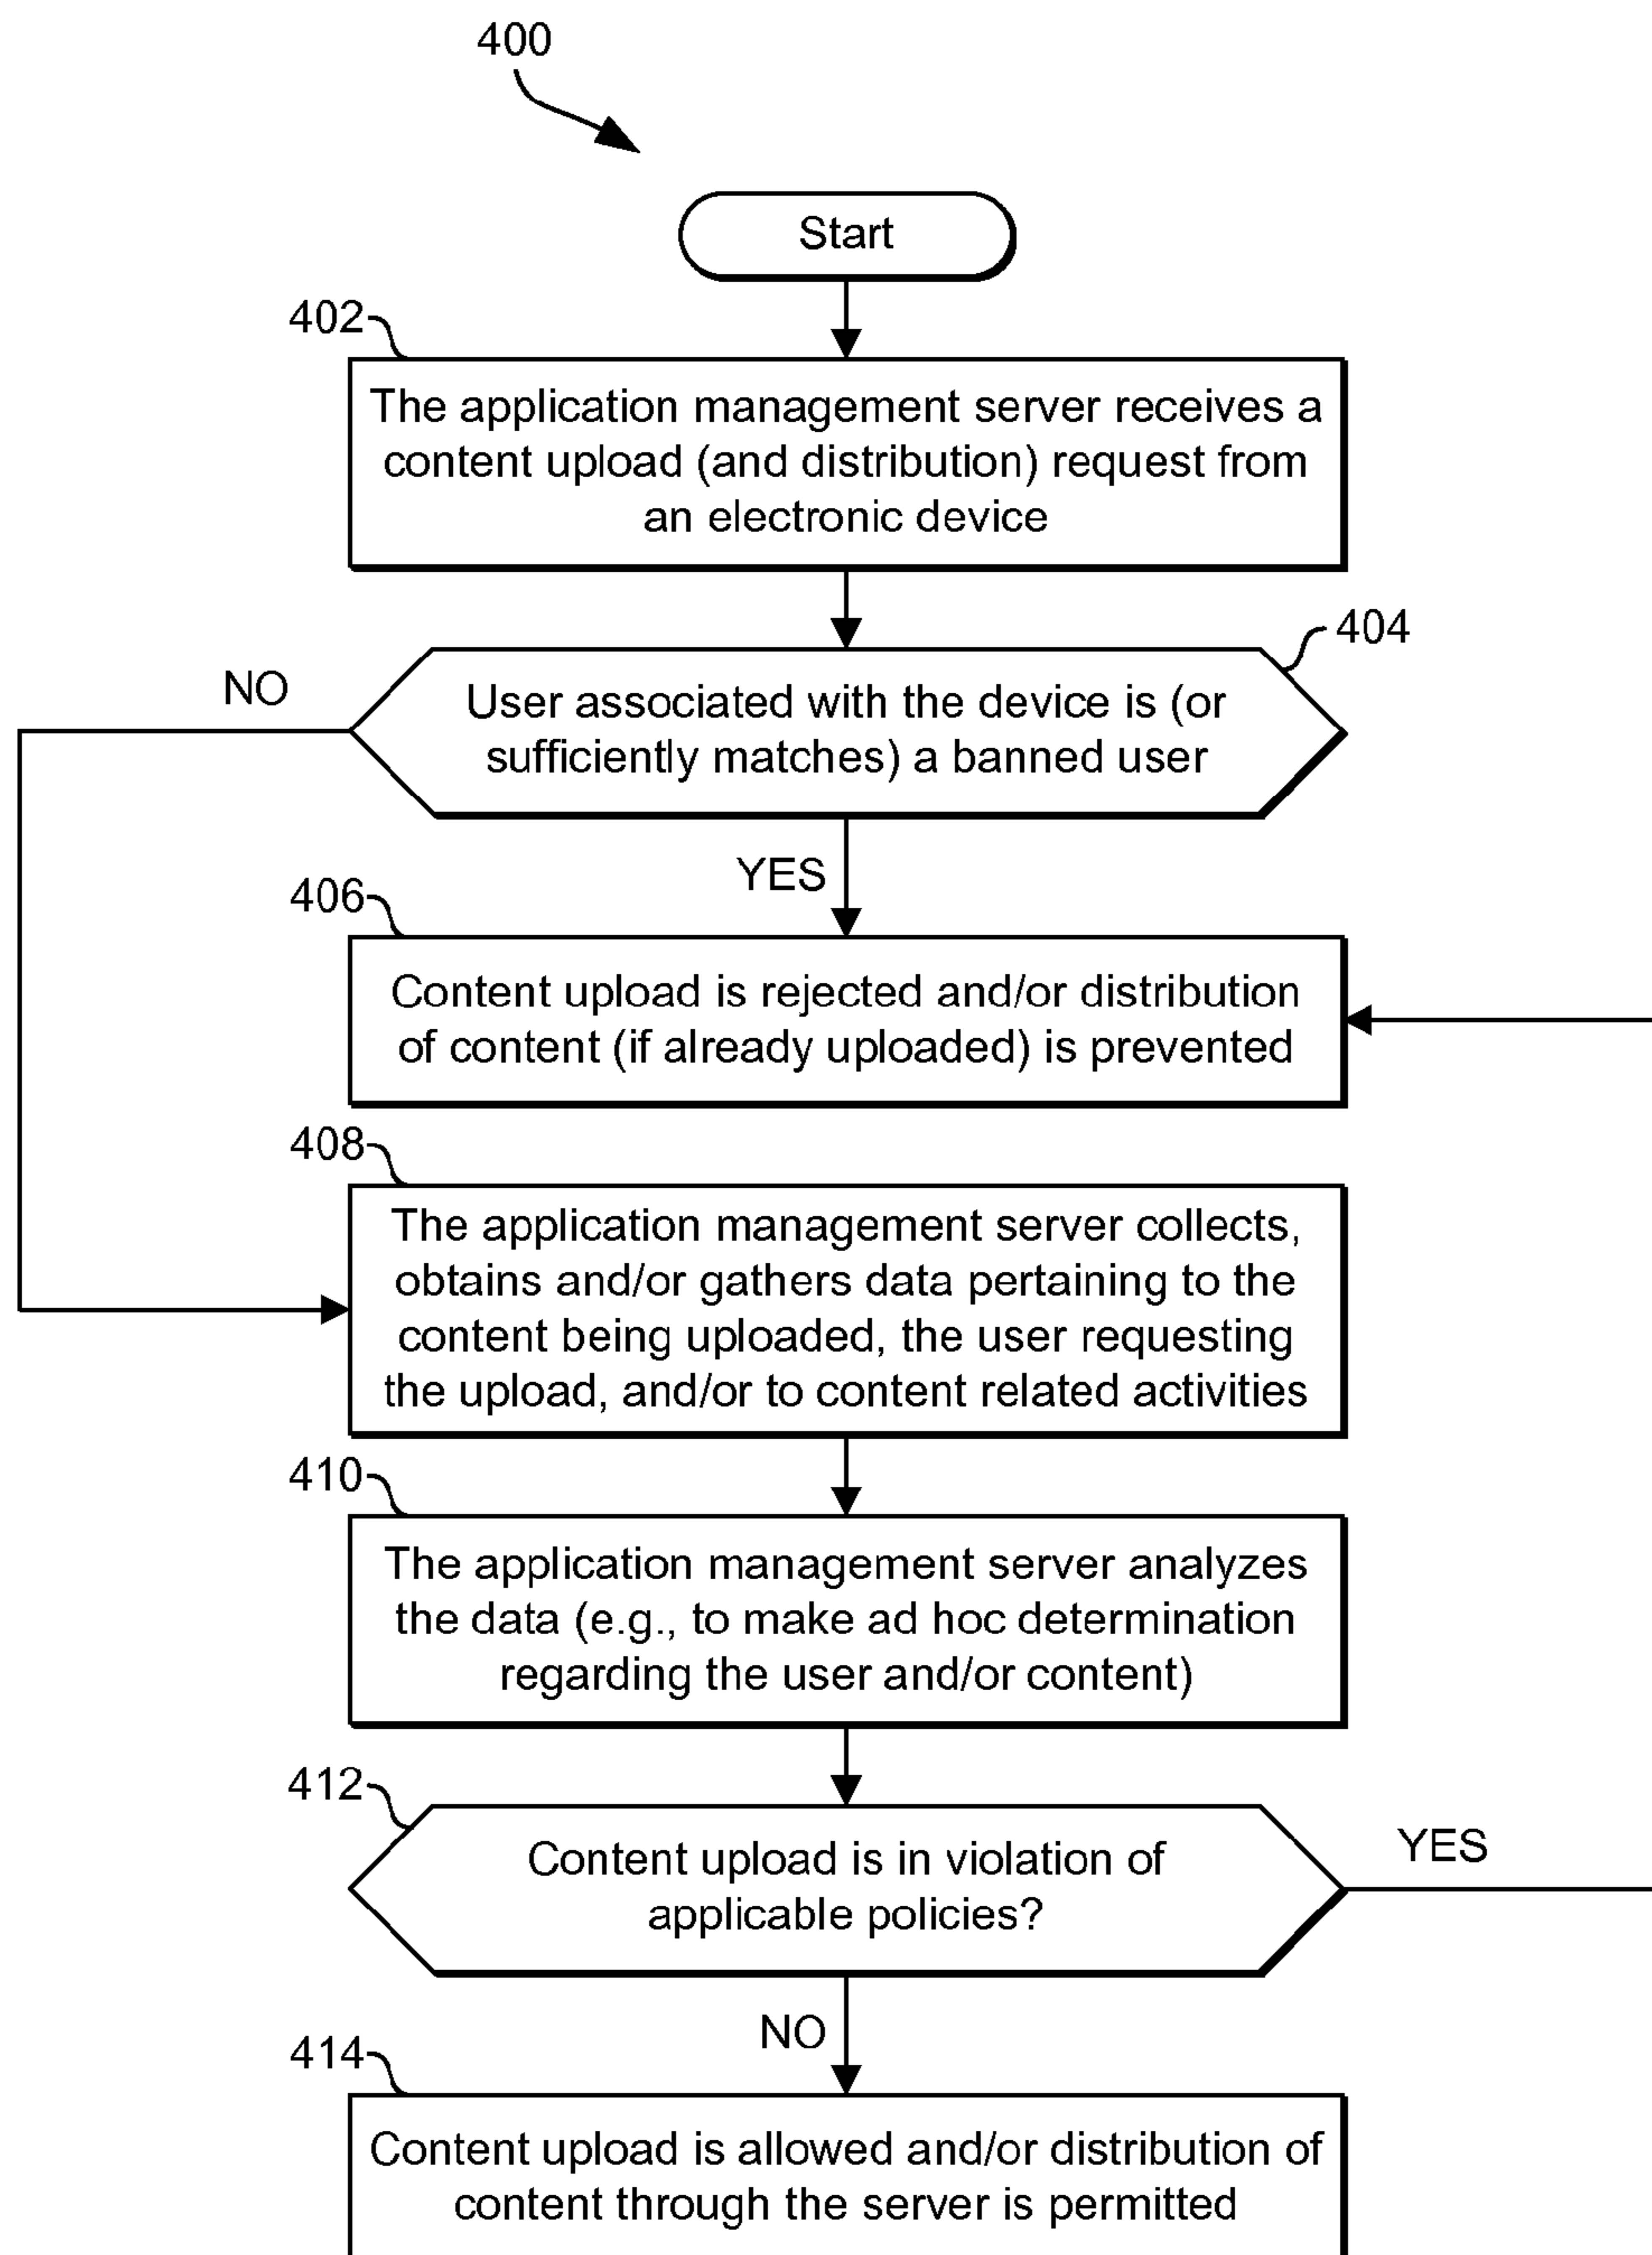 400
Start
402
The application management server receives a
content upload (and distribution) request from
an electronic device
404
NO
User associated with the device is (or
sufficiently matches) a banned user
YES
406
Content upload is rejected and/or distribution
of content (if already uploaded) is prevented
408
The application management server collects,
obtains and/or gathers data pertaining to the
content being uploaded, the user requesting
the upload, and/or to content related activities
410
The application management server analyzes
the data (e.g., to make ad hoc determination
regarding the user and/or content)
412
Content upload is in violation of
applicable policies?
YES
NO
414
Content upload is allowed and/or distribution of
content through the server is permitted